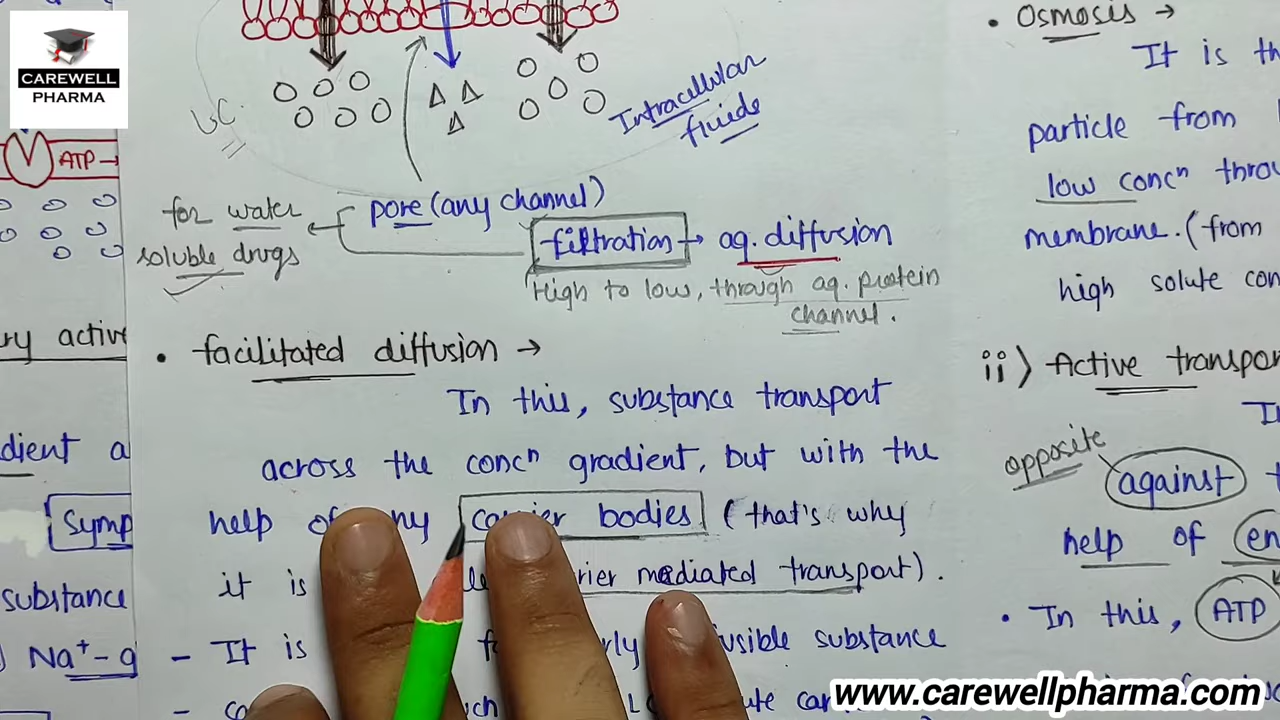 CAREWELL
PHARMA
ATP →
ry active
dient a
Symp
substance
Na⁺ - g
Intracellular
fluids
for water
soluble drugs
pore (any channel)
filtration → aq. diffusion
High to low, through aq. protein
channel.
• facilitated diffusion →
In this, substance transport
across the concⁿ gradient, but with the
help of ny carrier bodies (that's why
it is rier mediated transport).
- It is usible substance
• Osmosis →
It is th
particle from
low concⁿ throu
membrane. (from
high solute con
ii) Active transpor
opposite
against t
help of en
• In this, ATP
www.carewellpharma.com